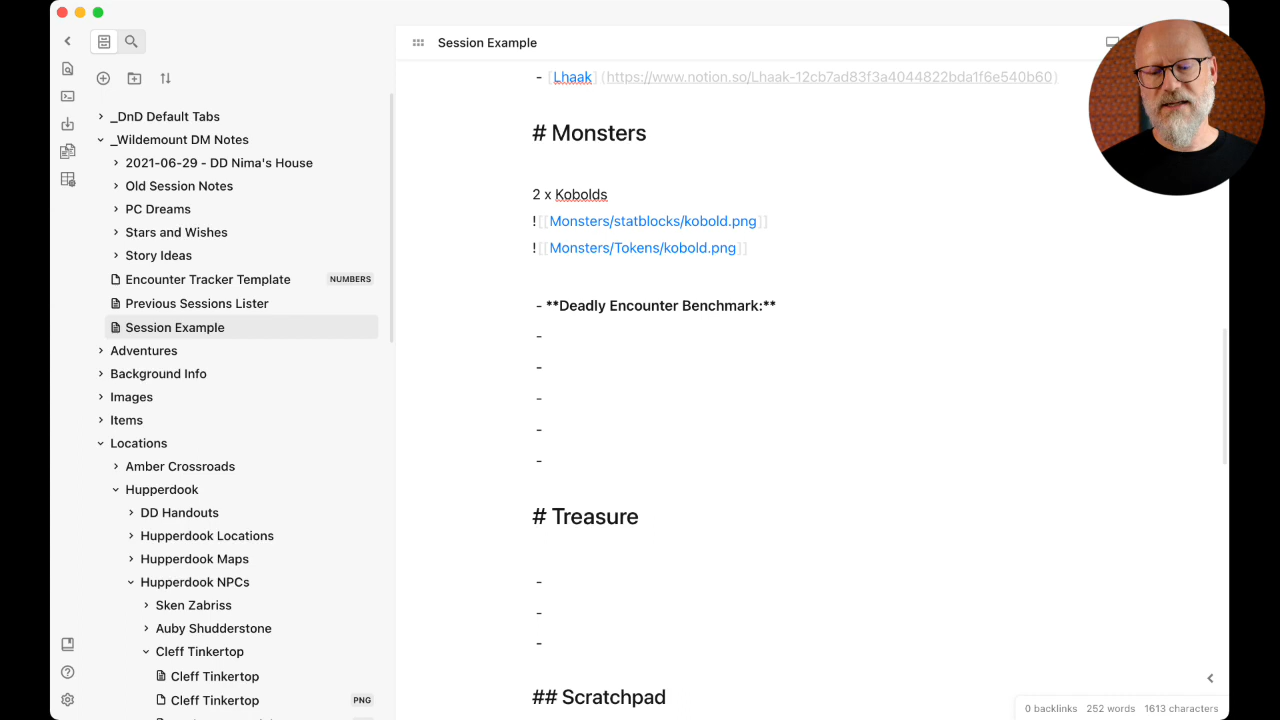 Session Example
_DnD Default Tabs
_Wildemount DM Notes
2021-06-29 - DD Nima's House
Old Session Notes
PC Dreams
Stars and Wishes
Story Ideas
Encounter Tracker Template NUMBERS
Previous Sessions Lister
Session Example
Adventures
Background Info
Images
Items
Locations
Amber Crossroads
Hupperdook
DD Handouts
Hupperdook Locations
Hupperdook Maps
Hupperdook NPCs
Sken Zabriss
Auby Shudderstone
Cleff Tinkertop
Cleff Tinkertop
Cleff Tinkertop PNG
- [Lhaak](https://www.notion.so/Lhaak-12cb7ad83f3a4044822bda1f6e540b60)
# Monsters
2 x Kobolds
![[Monsters/statblocks/kobold.png]]
![[Monsters/Tokens/kobold.png]]
- **Deadly Encounter Benchmark:**
-
-
-
-
-
# Treasure
-
-
-
## Scratchpad
0 backlinks 252 words 1613 characters